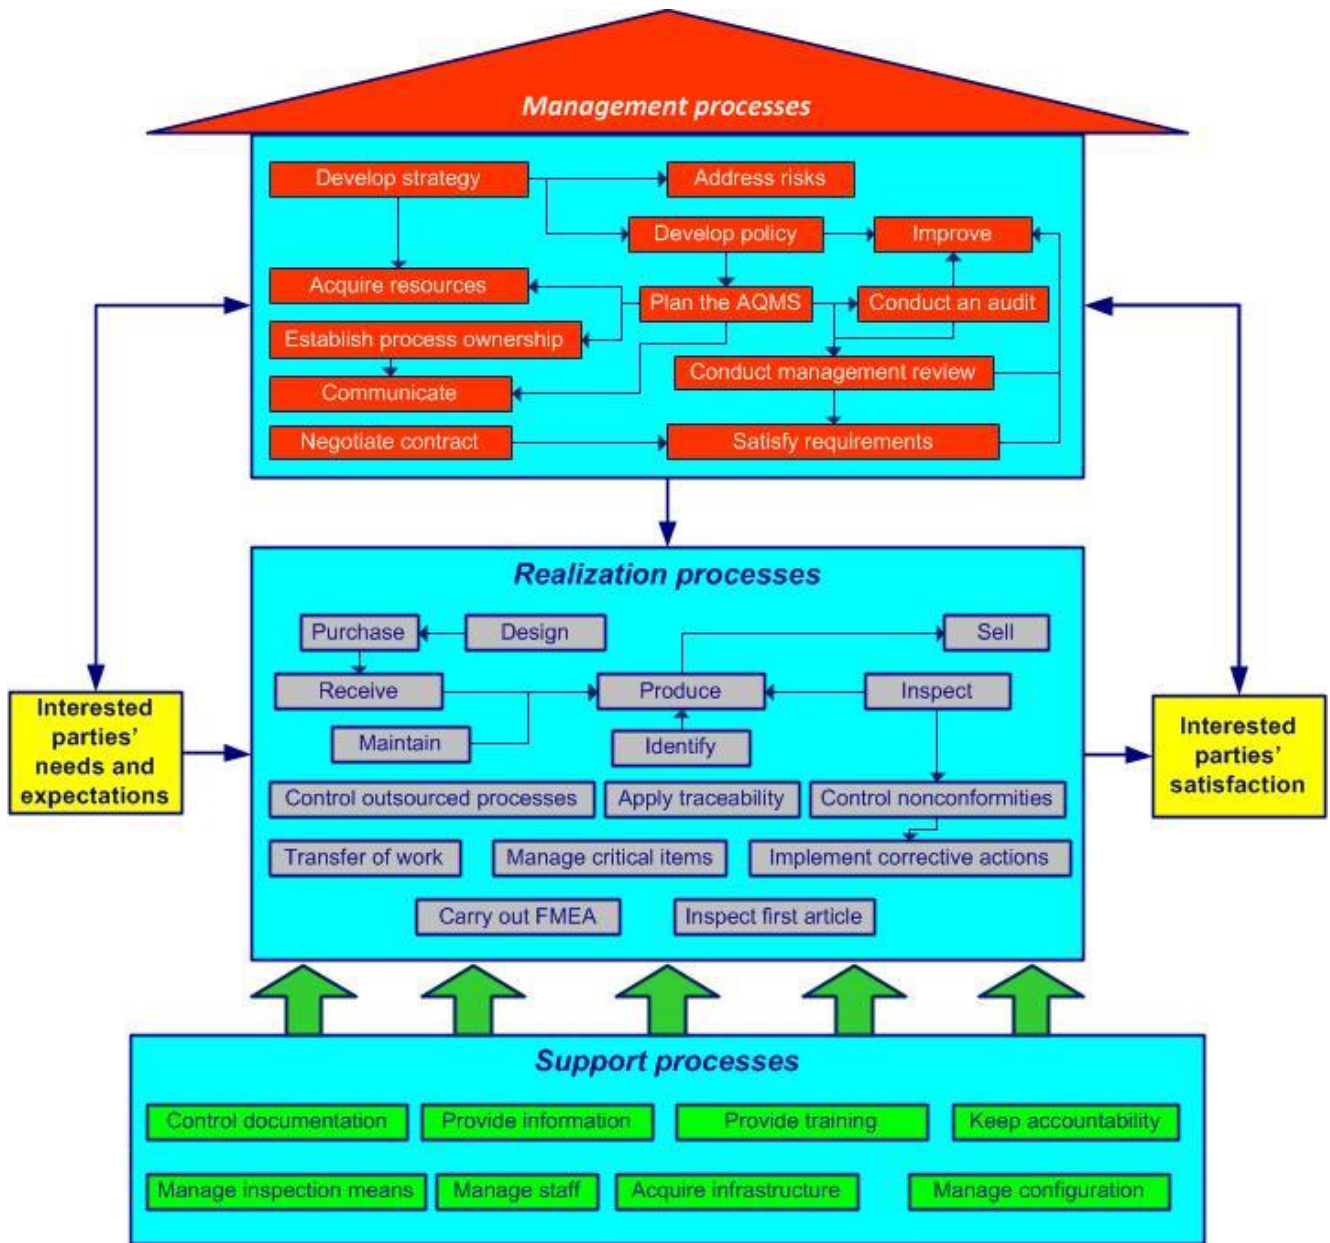 Management processes
Develop strategy
Address risks
Develop policy
Improve
Acquire resources
Plan the AQMS
Conduct an audit
Establish process ownership
Conduct management review
Communicate
Negotiate contract
Satisfy requirements
Realization processes
Purchase
Design
Sell
Receive
Produce
Inspect
Maintain
Identify
Control outsourced processes
Apply traceability
Control nonconformities
Transfer of work
Manage critical items
Implement corrective actions
Carry out FMEA
Inspect first article
Interested
parties’
needs and
expectations
Interested
parties’
satisfaction
Support processes
Control documentation
Provide information
Provide training
Keep accountability
Manage inspection means
Manage staff
Acquire infrastructure
Manage configuration